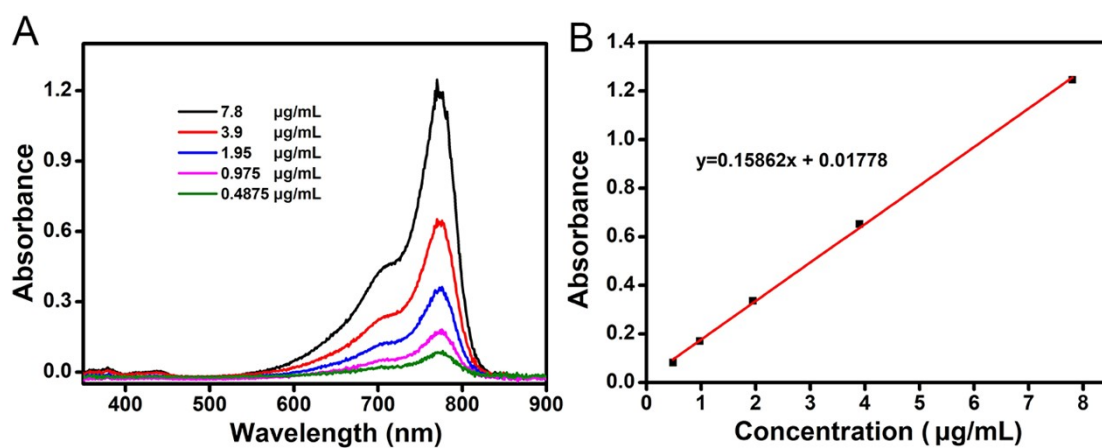 A
Absorbance
1.2
0.9
0.6
0.3
0.0
7.8 µg/mL
3.9 µg/mL
1.95 µg/mL
0.975 µg/mL
0.4875 µg/mL
400 500 600 700 800 900
Wavelength (nm)
B
Absorbance
1.4
1.2
1.0
0.8
0.6
0.4
0.2
0.0
y=0.15862x + 0.01778
0 1 2 3 4 5 6 7 8
Concentration ( µg/mL)